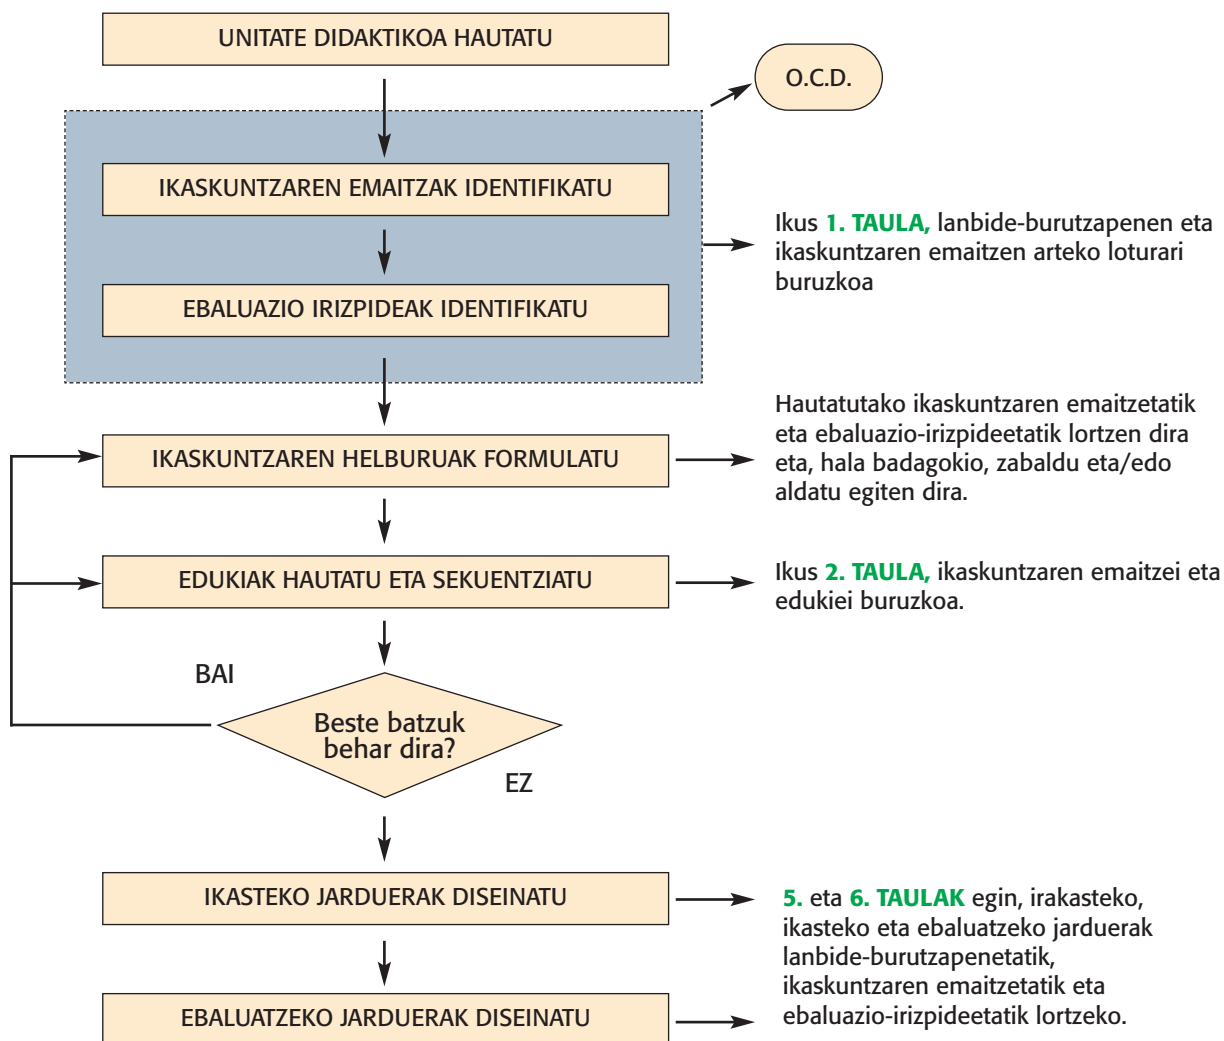 UNITATE DIDAKTIKOA HAUTATU
O.C.D.
IKASKUNTZAREN EMAITZAK IDENTIFIKATU
EBALUAZIO IRIZPIDEAK IDENTIFIKATU
Ikus 1. TAULA, lanbide-burutzapenen eta
ikaskuntzaren emaitzen arteko loturari
buruzkoa
IKASKUNTZAREN HELBURUAK FORMULATU
Hautatutako ikaskuntzaren emaitzetatik
eta ebaluazio-irizpideetatik lortzen dira
eta, hala badagokio, zabaldu eta/edo
aldatu egiten dira.
EDUKIAK HAUTATU ETA SEKUENTZIATU
Ikus 2. TAULA, ikaskuntzaren emaitzei eta
edukiei buruzkoa.
BAI
Beste batzuk
behar dira?
EZ
IKASTEKO JARDUERAK DISEINATU
EBALUATZEKO JARDUERAK DISEINATU
5. eta 6. TAULAK egin, irakasteko,
ikasteko eta ebaluatzeko jarduerak
lanbide-burutzapenetatik,
ikaskuntzaren emaitzetatik eta
ebaluazio-irizpideetatik lortzeko.